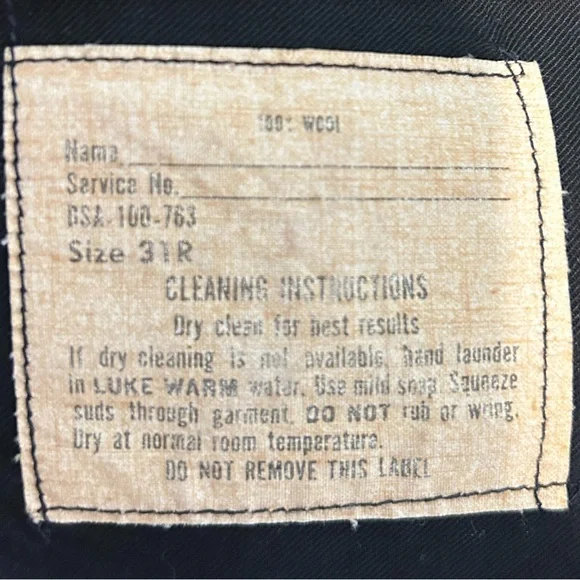 100% WOOL
Name
Service No.
DSA-100-763
Size 31R
CLEANING INSTRUCTIONS
Dry clean for best results
If dry cleaning is not available, hand launder
in LUKE WARM water. Use mild soap. Squeeze
suds through garment. DO NOT rub or wring.
Dry at normal room temperature.
DO NOT REMOVE THIS LABEL